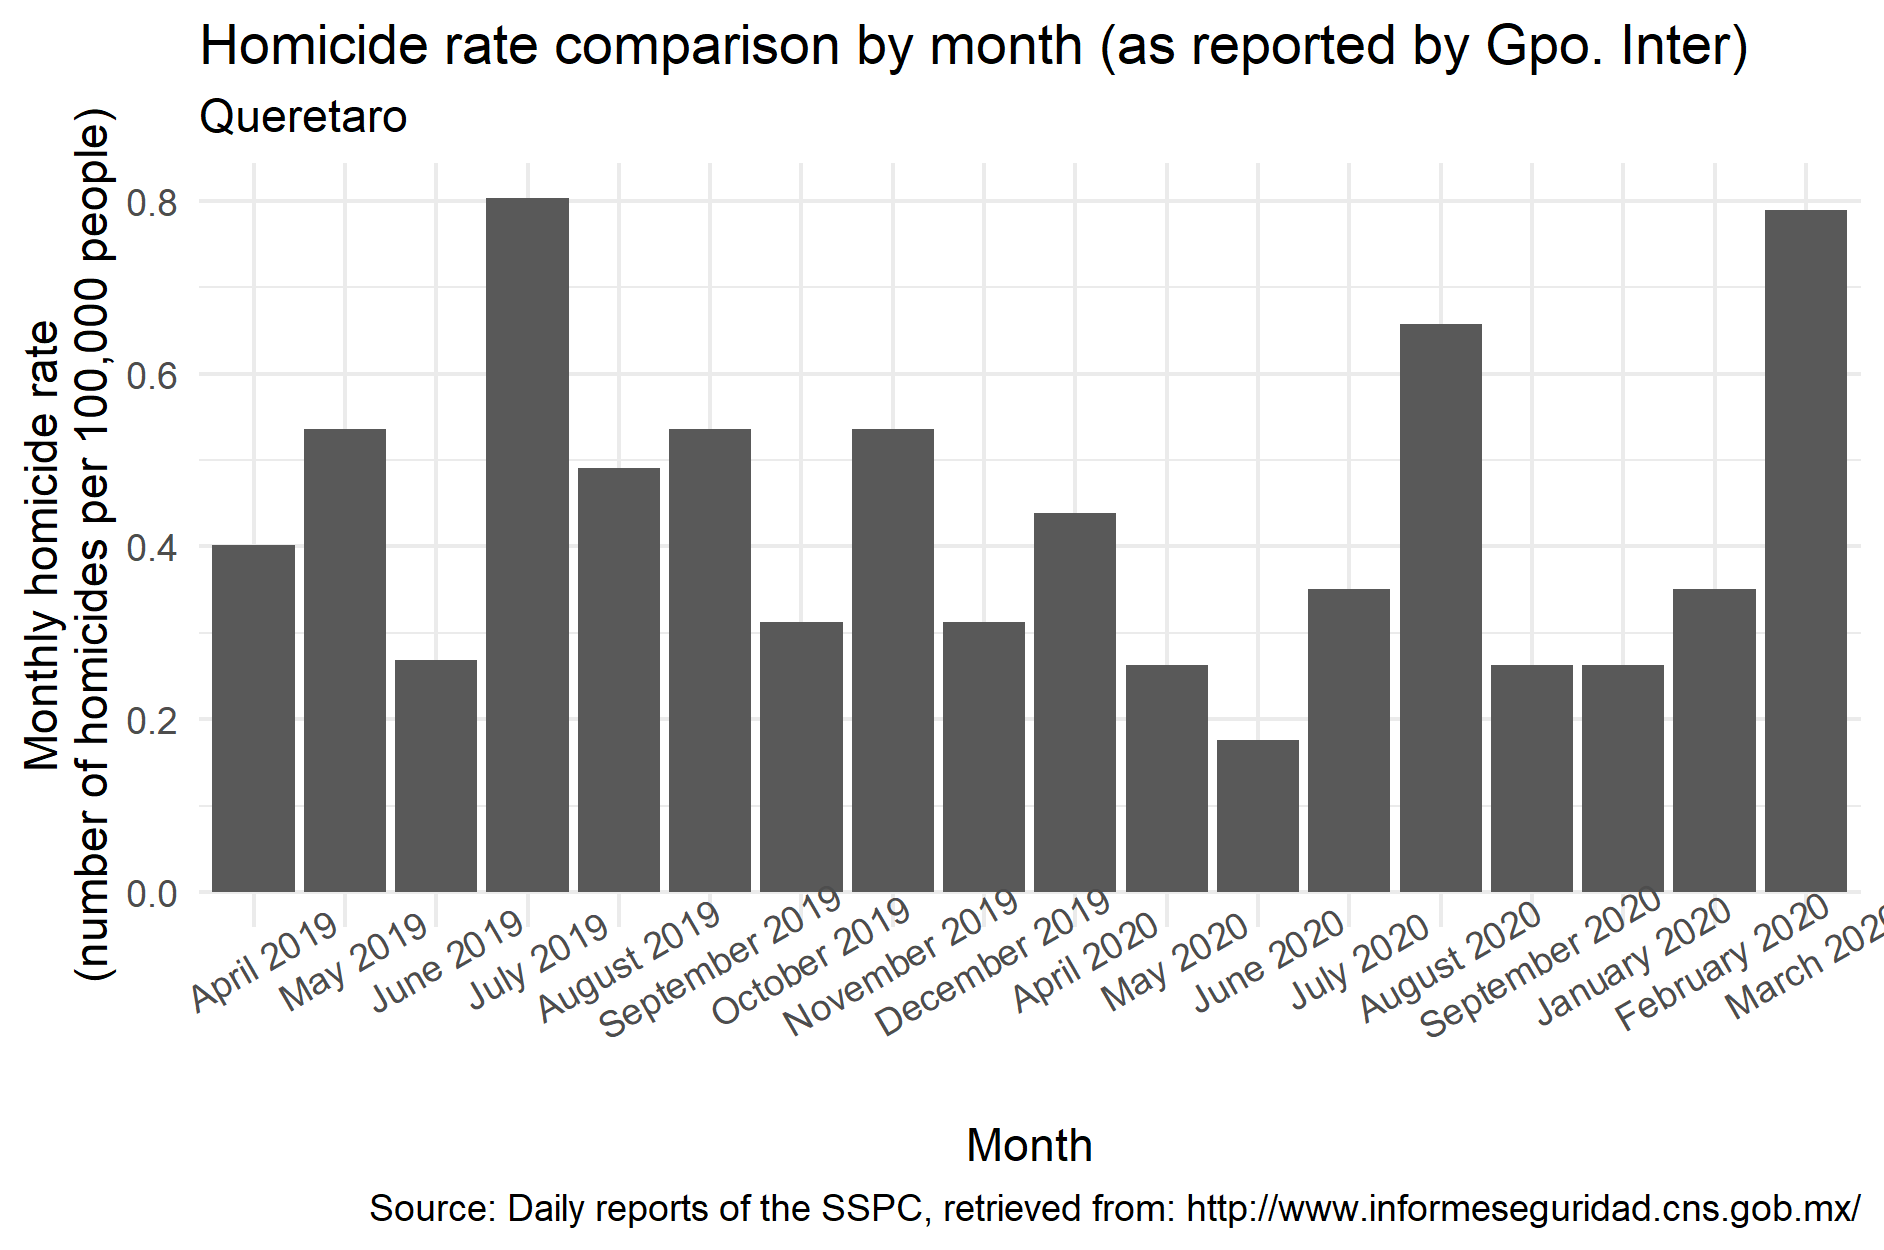 Homicide rate comparison by month (as reported by Gpo. Inter)
Queretaro
Monthly homicide rate
(number of homicides per 100,000 people)
0.8
0.6
0.4
0.2
0.0
April 2019
May 2019
June 2019
July 2019
August 2019
September 2019
October 2019
November 2019
December 2019
April 2020
May 2020
June 2020
July 2020
August 2020
September 2020
January 2020
February 2020
March 2020
Month
Source: Daily reports of the SSPC, retrieved from: http://www.informeseguridad.cns.gob.mx/